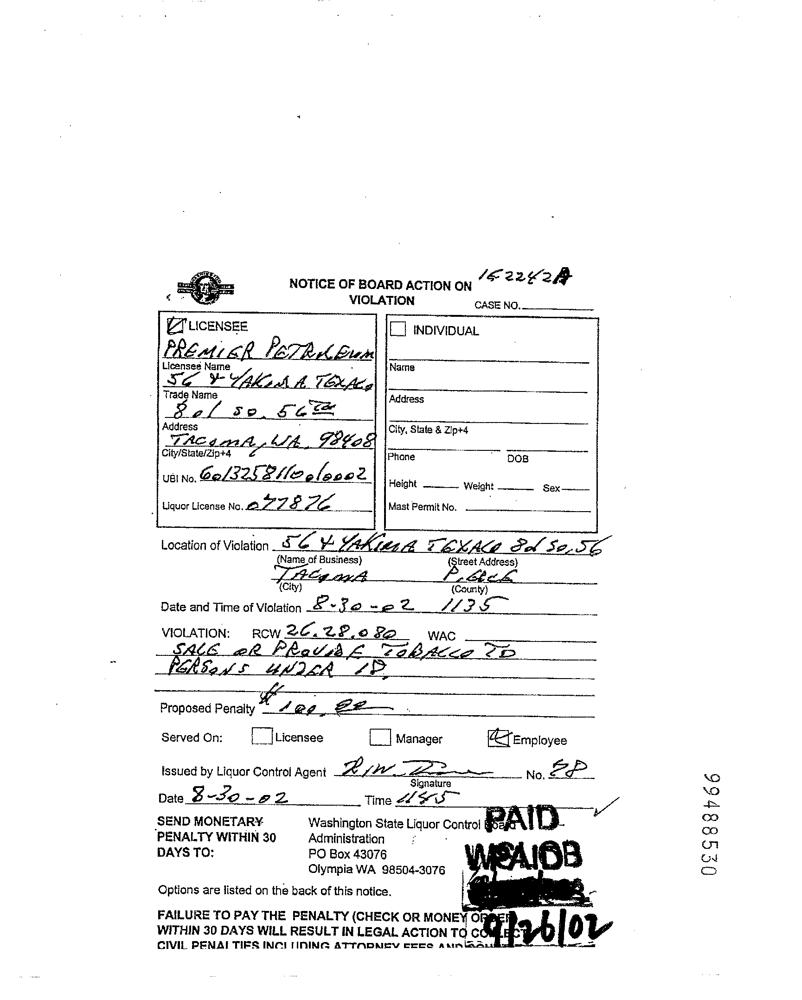 NOTICE OF BOARD ACTION ON VIOLATION
CASE NO. 1E2242A
LICENSEE
PREMIER PETROLEUM
Licensee Name
56 & YAKIMA TEXACO
Trade Name
801 SO. 56TH
Address
TACOMA, WA 98408
City/State/Zip+4
UBI No. 6013258110010002
Liquor License No. 077876
INDIVIDUAL
Name
Address
City, State & Zip+4
Phone DOB
Height Weight Sex
Mast Permit No.
Location of Violation 56 & YAKIMA TEXACO 801 So. 56
(Name of Business) (Street Address)
TACOMA PIERCE
(City) (County)
Date and Time of Violation 8-30-02 1135
VIOLATION: RCW 26.28.080 WAC
SALE OR PROVIDE TOBACCO TO
PERSONS UNDER 18.
Proposed Penalty $100.00
Served On: Licensee Manager Employee
Issued by Liquor Control Agent No. 28
Signature
Date 8-30-02 Time 1145
SEND MONETARY PENALTY WITHIN 30 DAYS TO:
Washington State Liquor Control Board
Administration
PO Box 43076
Olympia WA 98504-3076
PAID
Options are listed on the back of this notice.
FAILURE TO PAY THE PENALTY (CHECK OR MONEY ORDER)
WITHIN 30 DAYS WILL RESULT IN LEGAL ACTION TO COLLECT
CIVIL PENALTIES INCLUDING ATTORNEY FEES AND
9/26/02
99488530